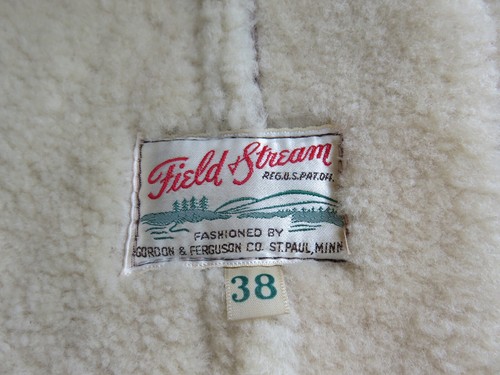 Field & Stream
REG.U.S.PAT.OFF.
FASHIONED BY
GORDON & FERGUSON CO. ST. PAUL, MINN
38